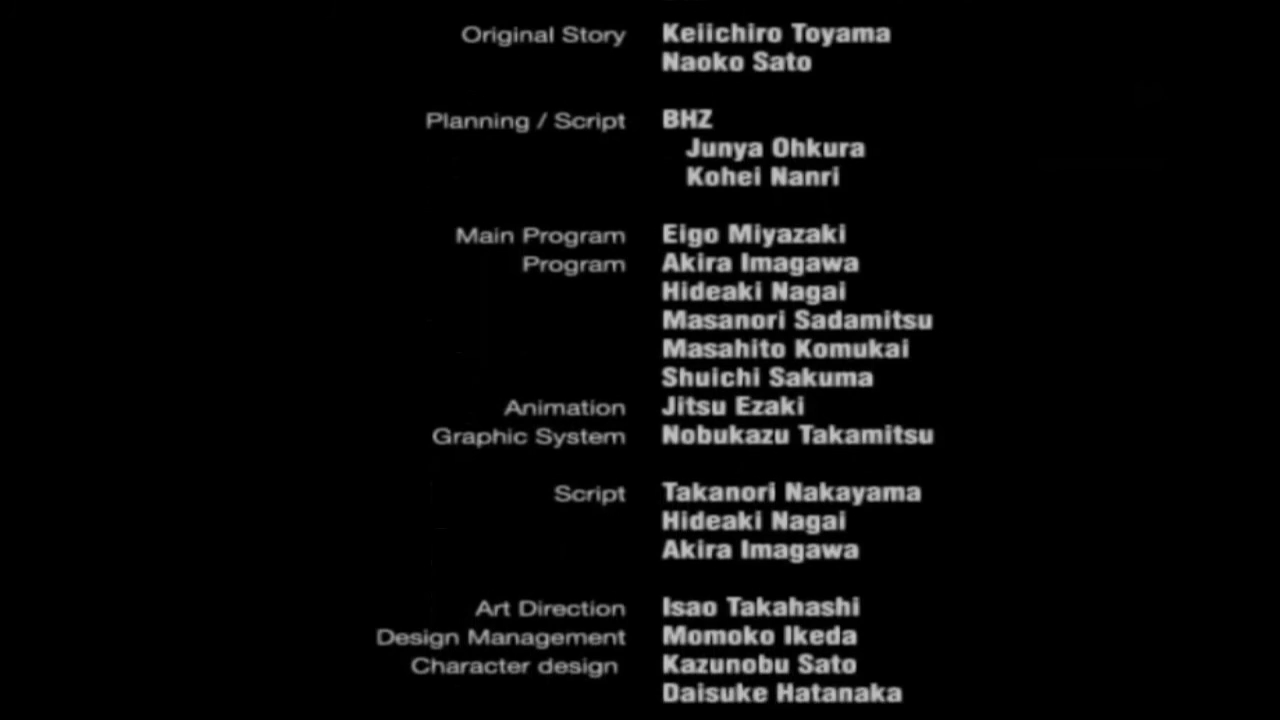 Original Story Keiichiro Toyama
Naoko Sato
Planning / Script BHZ
Junya Ohkura
Kohei Nanri
Main Program Eigo Miyazaki
Program Akira Imagawa
Hideaki Nagai
Masanori Sadamitsu
Masahito Komukai
Shuichi Sakuma
Animation Jitsu Ezaki
Graphic System Nobukazu Takamitsu
Script Takanori Nakayama
Hideaki Nagai
Akira Imagawa
Art Direction Isao Takahashi
Design Management Momoko Ikeda
Character design Kazunobu Sato
Daisuke Hatanaka